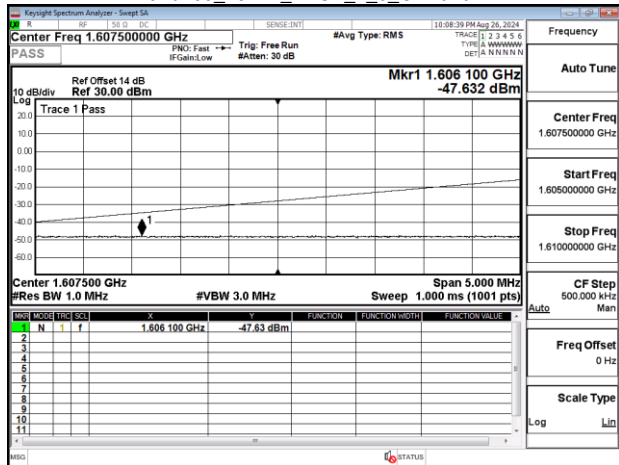 Keysight Spectrum Analyzer - Swept SA
R RF 50 Ω DC SENSE:INT 10:08:39 PM Aug 26, 2024
Center Freq 1.607500000 GHz
#Avg Type: RMS
TRACE 1 2 3 4 5 6
TYPE A WWWWW
DET A N N N N N
PASS
PNO: Fast
IFGain:Low
Trig: Free Run
#Atten: 30 dB
Mkr1 1.606 100 GHz
-47.632 dBm
Ref Offset 14 dB
10 dB/div Ref 30.00 dBm
Log
Trace 1 Pass
20.0
10.0
0.00
-10.0
-20.0
-30.0
-40.0
-50.0
-60.0
1
Center 1.607500 GHz Span 5.000 MHz
#Res BW 1.0 MHz #VBW 3.0 MHz Sweep 1.000 ms (1001 pts)
MKR MODE TRC SCL X Y FUNCTION FUNCTION WIDTH FUNCTION VALUE
1 N 1 f 1.606 100 GHz -47.63 dBm
2
3
4
5
6
7
8
9
10
11
MSG STATUS
Frequency
Auto Tune
Center Freq
1.607500000 GHz
Start Freq
1.605000000 GHz
Stop Freq
1.610000000 GHz
CF Step
500.000 kHz
Auto Man
Freq Offset
0 Hz
Scale Type
Log Lin